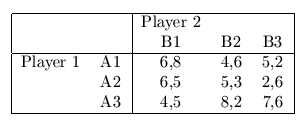 Player 2
B1 B2 B3
Player 1 A1 6,8 4,6 5,2
A2 6,5 5,3 2,6
A3 4,5 8,2 7,6